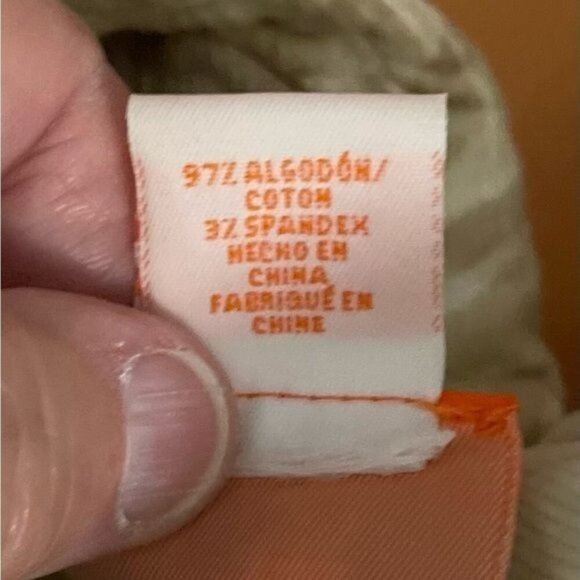 97% ALGODÓN/
COTON
3% SPANDEX
HECHO EN
CHINA
FABRIQUÉ EN
CHINE